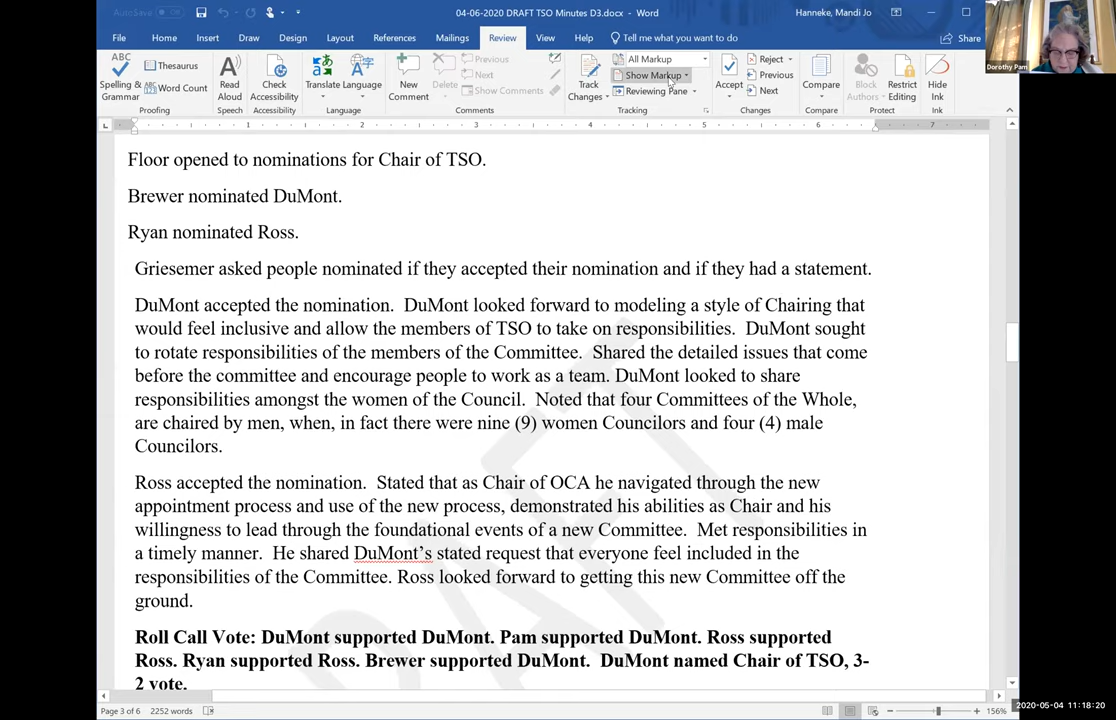 AutoSave Off
04-06-2020 DRAFT TSO Minutes D3.docx - Word
Hanneke, Mandi Jo
File Home Insert Draw Design Layout References Mailings Review View Help Tell me what you want to do Share
Spelling & Grammar
Thesaurus
Word Count
Proofing
Read Aloud
Speech
Check Accessibility
Accessibility
Translate
Language
Language
New Comment
Delete
Previous
Next
Show Comments
Comments
Track Changes
All Markup
Show Markup
Reviewing Pane
Tracking
Accept
Reject
Previous
Next
Changes
Compare
Compare
Block Authors
Restrict Editing
Protect
Hide Ink
Ink
Dorothy Pam
1 2 3 4 5 6 7
Floor opened to nominations for Chair of TSO.
Brewer nominated DuMont.
Ryan nominated Ross.
Griesemer asked people nominated if they accepted their nomination and if they had a statement.
DuMont accepted the nomination. DuMont looked forward to modeling a style of Chairing that
would feel inclusive and allow the members of TSO to take on responsibilities. DuMont sought
to rotate responsibilities of the members of the Committee. Shared the detailed issues that come
before the committee and encourage people to work as a team. DuMont looked to share
responsibilities amongst the women of the Council. Noted that four Committees of the Whole,
are chaired by men, when, in fact there were nine (9) women Councilors and four (4) male
Councilors.
Ross accepted the nomination. Stated that as Chair of OCA he navigated through the new
appointment process and use of the new process, demonstrated his abilities as Chair and his
willingness to lead through the foundational events of a new Committee. Met responsibilities in
a timely manner. He shared DuMont's stated request that everyone feel included in the
responsibilities of the Committee. Ross looked forward to getting this new Committee off the
ground.
Roll Call Vote: DuMont supported DuMont. Pam supported DuMont. Ross supported
Ross. Ryan supported Ross. Brewer supported DuMont. DuMont named Chair of TSO, 3-
2 vote.
DRAFT
Page 3 of 6 2252 words
156%
2020-05-04 11:18:20